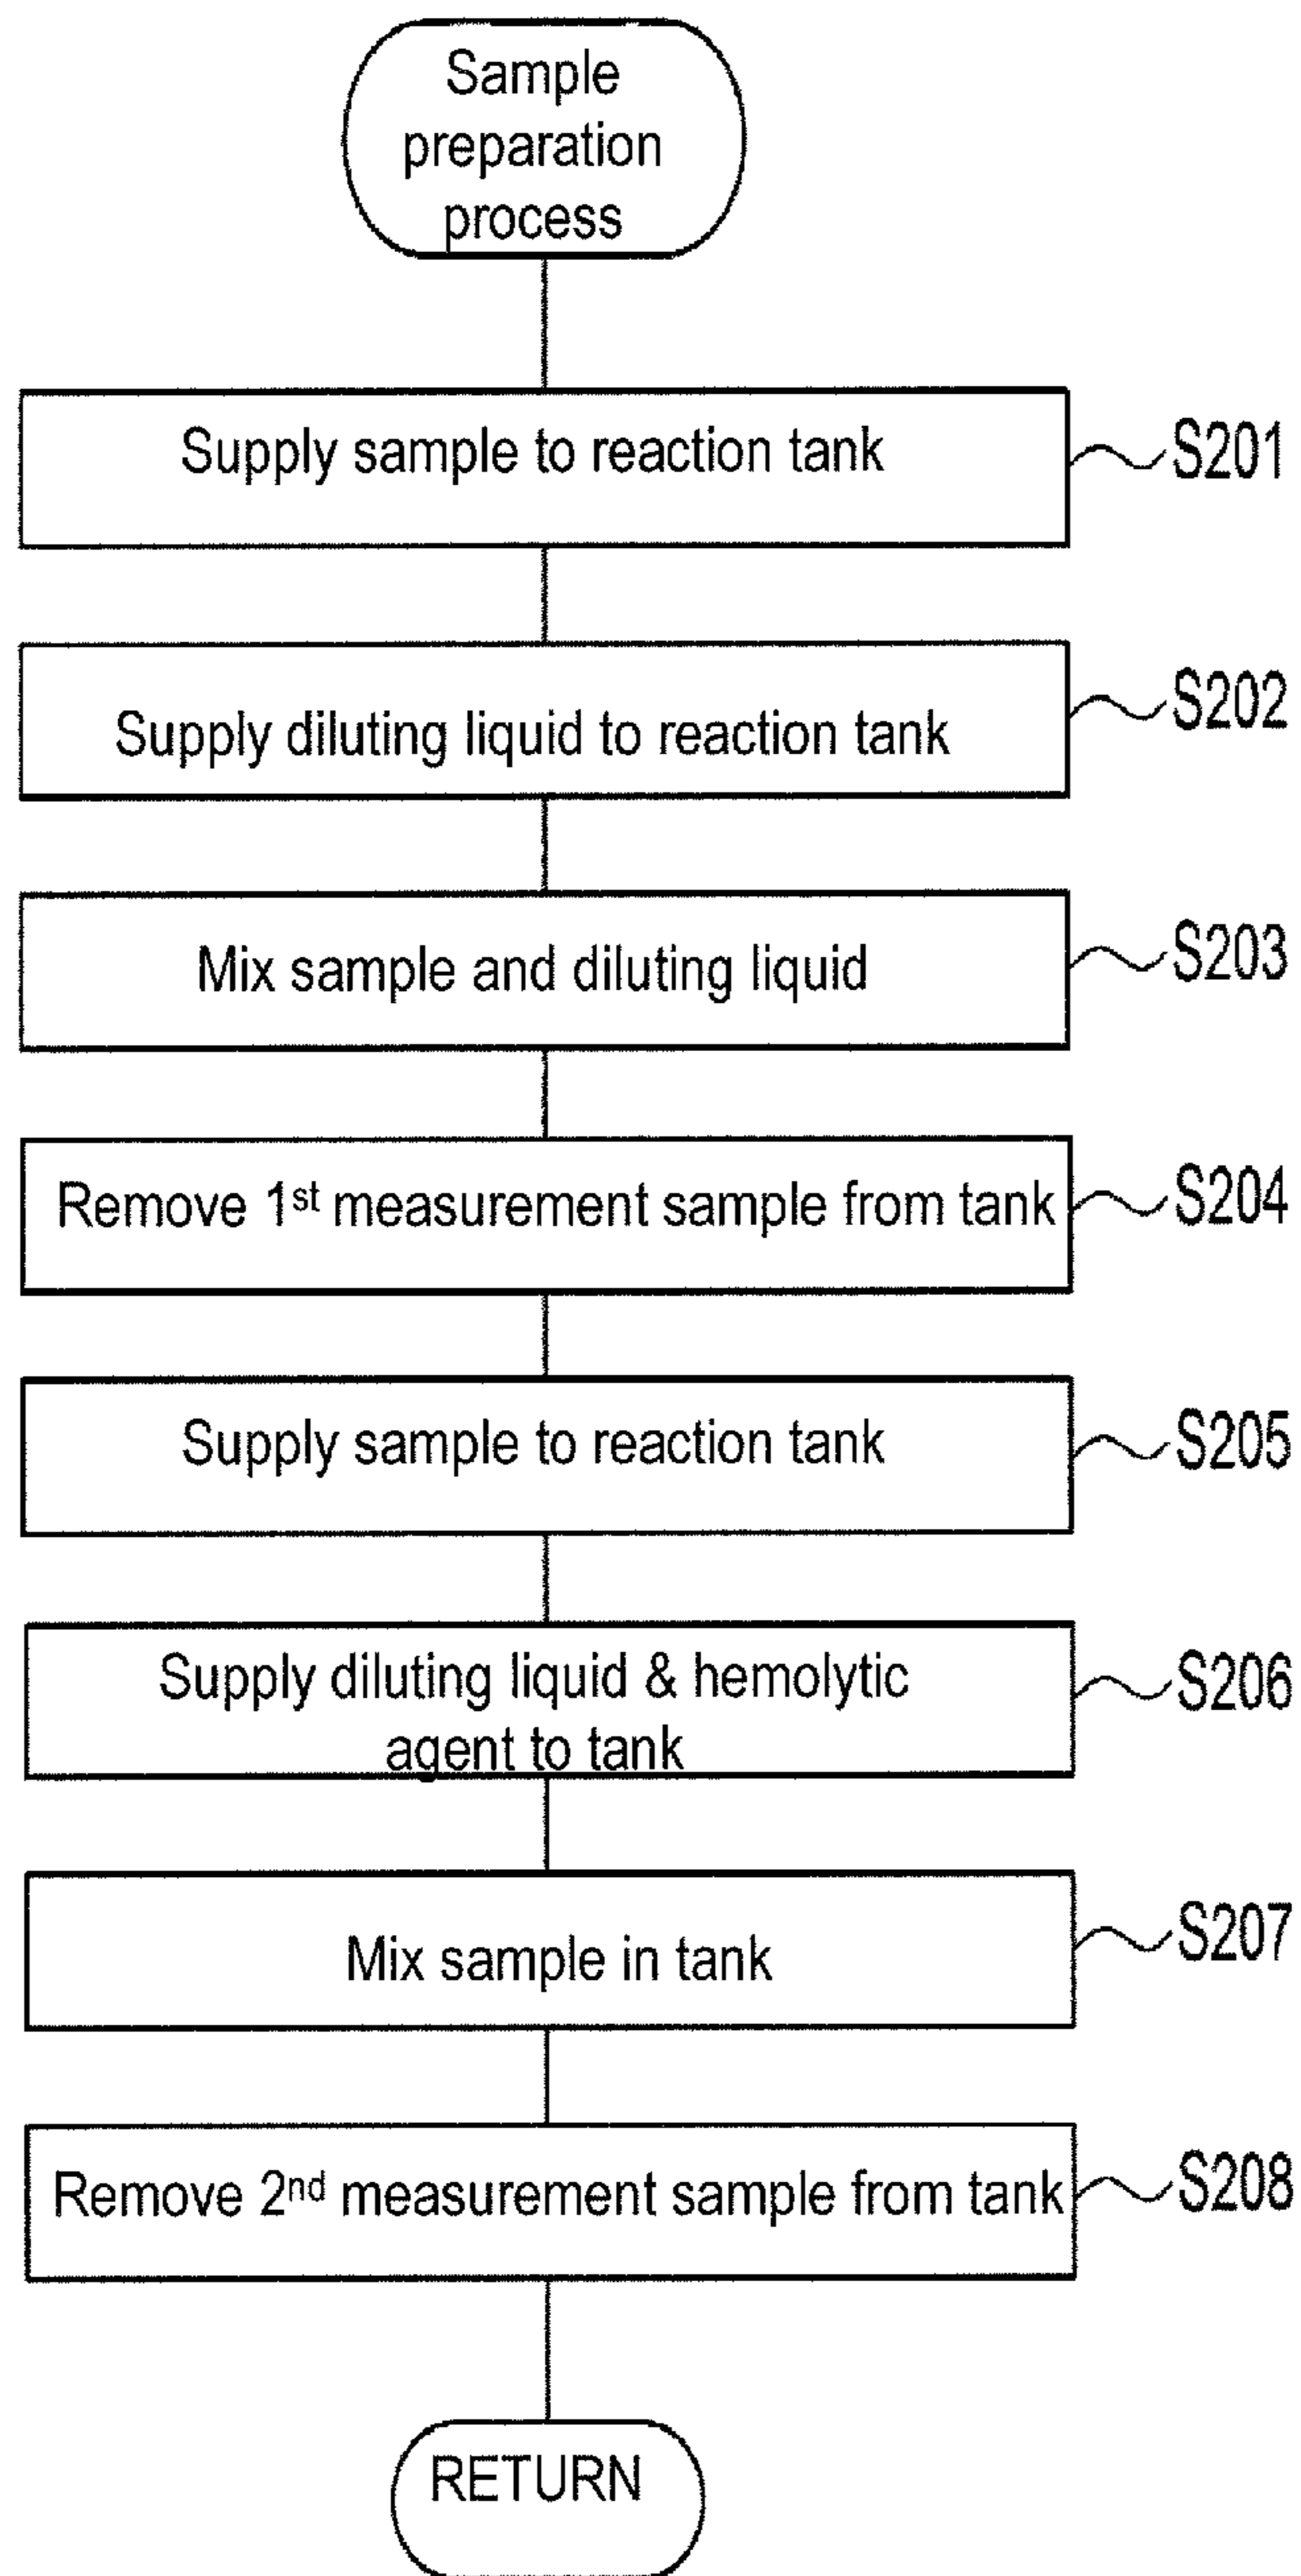 Sample
preparation
process
Supply sample to reaction tank
S201
Supply diluting liquid to reaction tank
S202
Mix sample and diluting liquid
S203
Remove 1st measurement sample from tank
S204
Supply sample to reaction tank
S205
Supply diluting liquid & hemolytic
agent to tank
S206
Mix sample in tank
S207
Remove 2nd measurement sample from tank
S208
RETURN